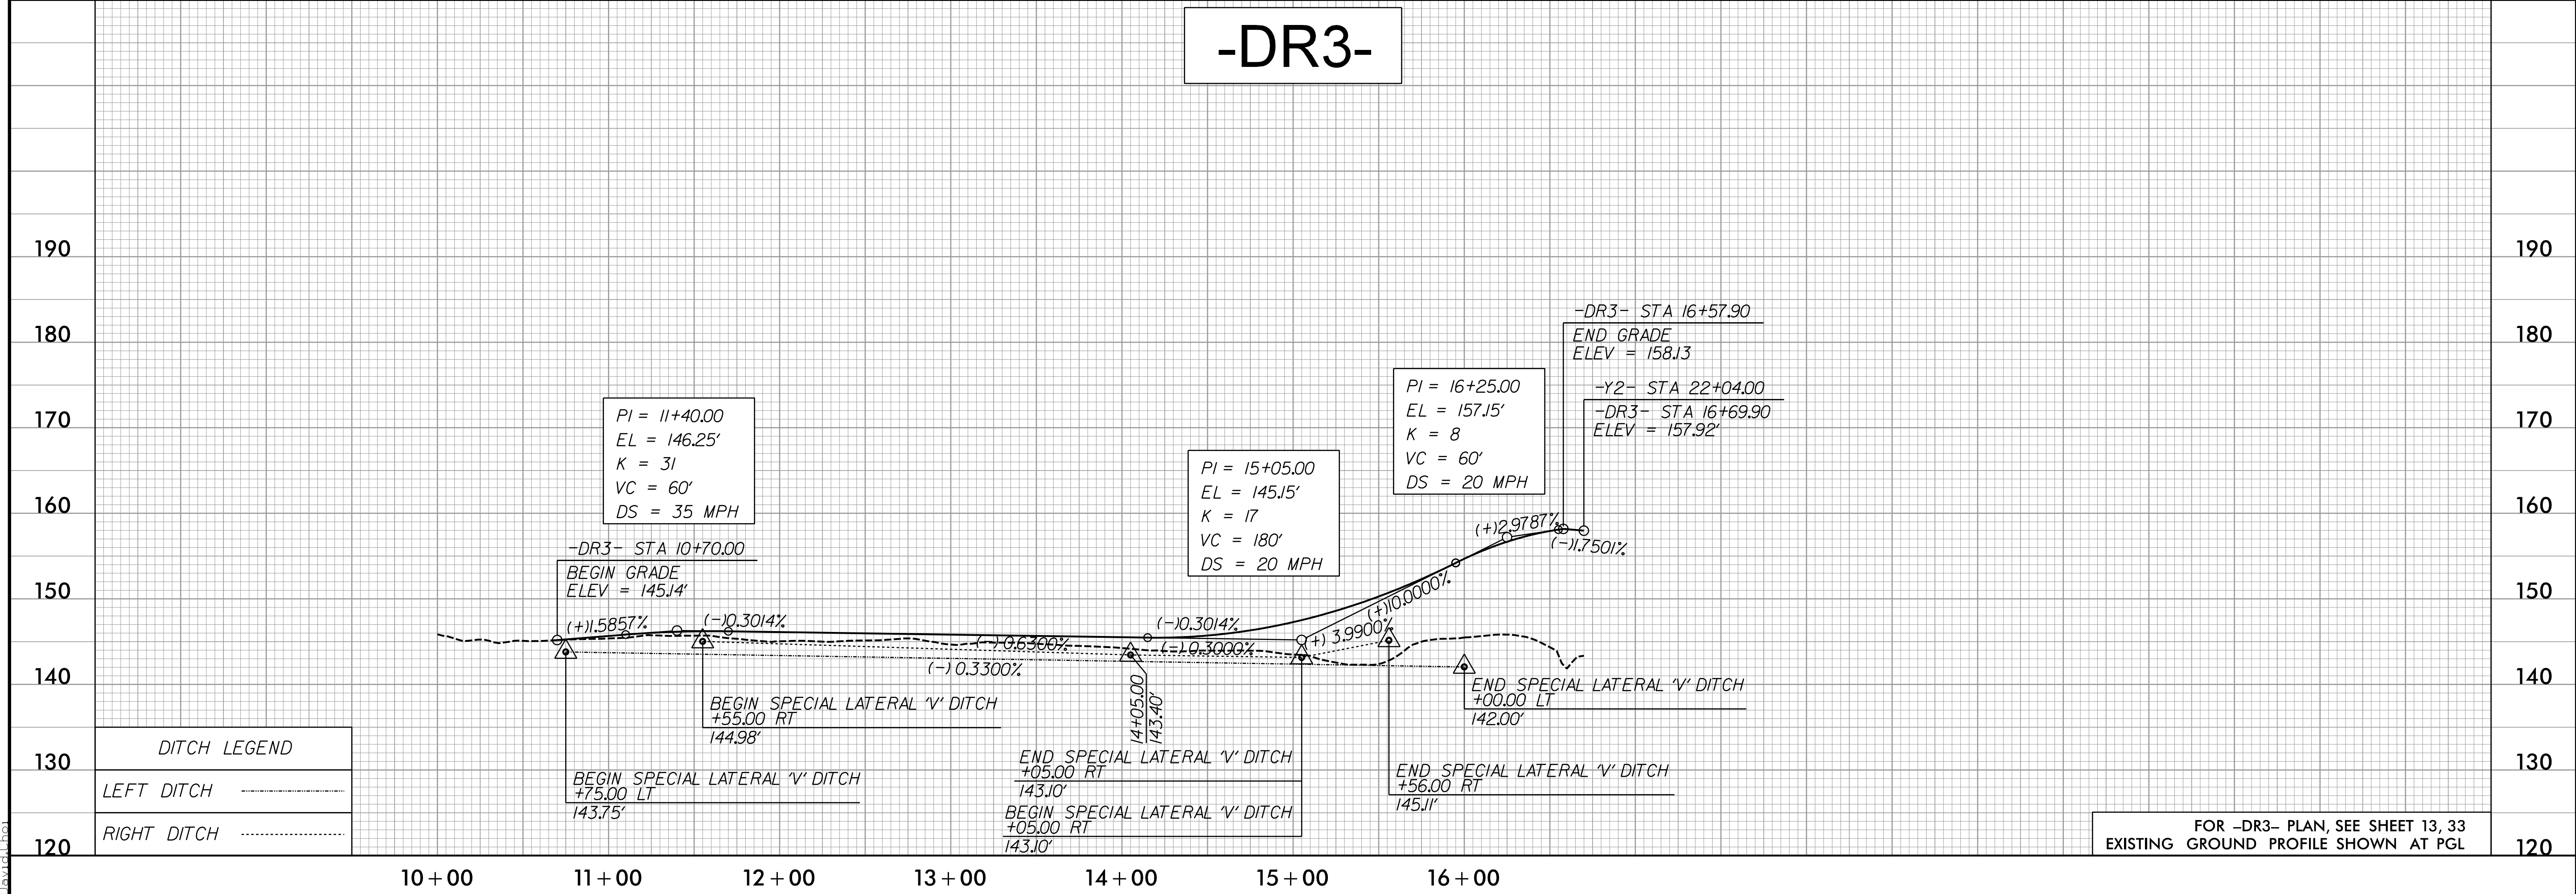 -DR3-
190
190
180
180
170
170
160
160
150
150
140
140
130
130
120
120
PI = 11+40.00
EL = 146.25'
K = 31
VC = 60'
DS = 35 MPH
PI = 15+05.00
EL = 145.15'
K = 17
VC = 180'
DS = 20 MPH
PI = 16+25.00
EL = 157.15'
K = 8
VC = 60'
DS = 20 MPH
-DR3- STA 16+57.90
END GRADE
ELEV = 158.13
-Y2- STA 22+04.00
-DR3- STA 16+69.90
ELEV = 157.92'
-DR3- STA 10+70.00
BEGIN GRADE
ELEV = 145.14'
(+)1.5857%
(-)0.3014%
(-)0.3014%
(+)10.0000%
(+)2.9787%
(-)1.7501%
(-)0.6300%
(-)0.3000%
(+)3.9900%
(-)0.3300%
BEGIN SPECIAL LATERAL 'V' DITCH
+55.00 RT
144.98'
BEGIN SPECIAL LATERAL 'V' DITCH
+75.00 LT
143.75'
14+05.00
143.40'
END SPECIAL LATERAL 'V' DITCH
+05.00 RT
143.10'
BEGIN SPECIAL LATERAL 'V' DITCH
+05.00 RT
143.10'
END SPECIAL LATERAL 'V' DITCH
+00.00 LT
142.00'
END SPECIAL LATERAL 'V' DITCH
+56.00 RT
145.11'
DITCH LEGEND
LEFT DITCH
RIGHT DITCH
FOR -DR3- PLAN, SEE SHEET 13, 33
EXISTING GROUND PROFILE SHOWN AT PGL
10+00
11+00
12+00
13+00
14+00
15+00
16+00